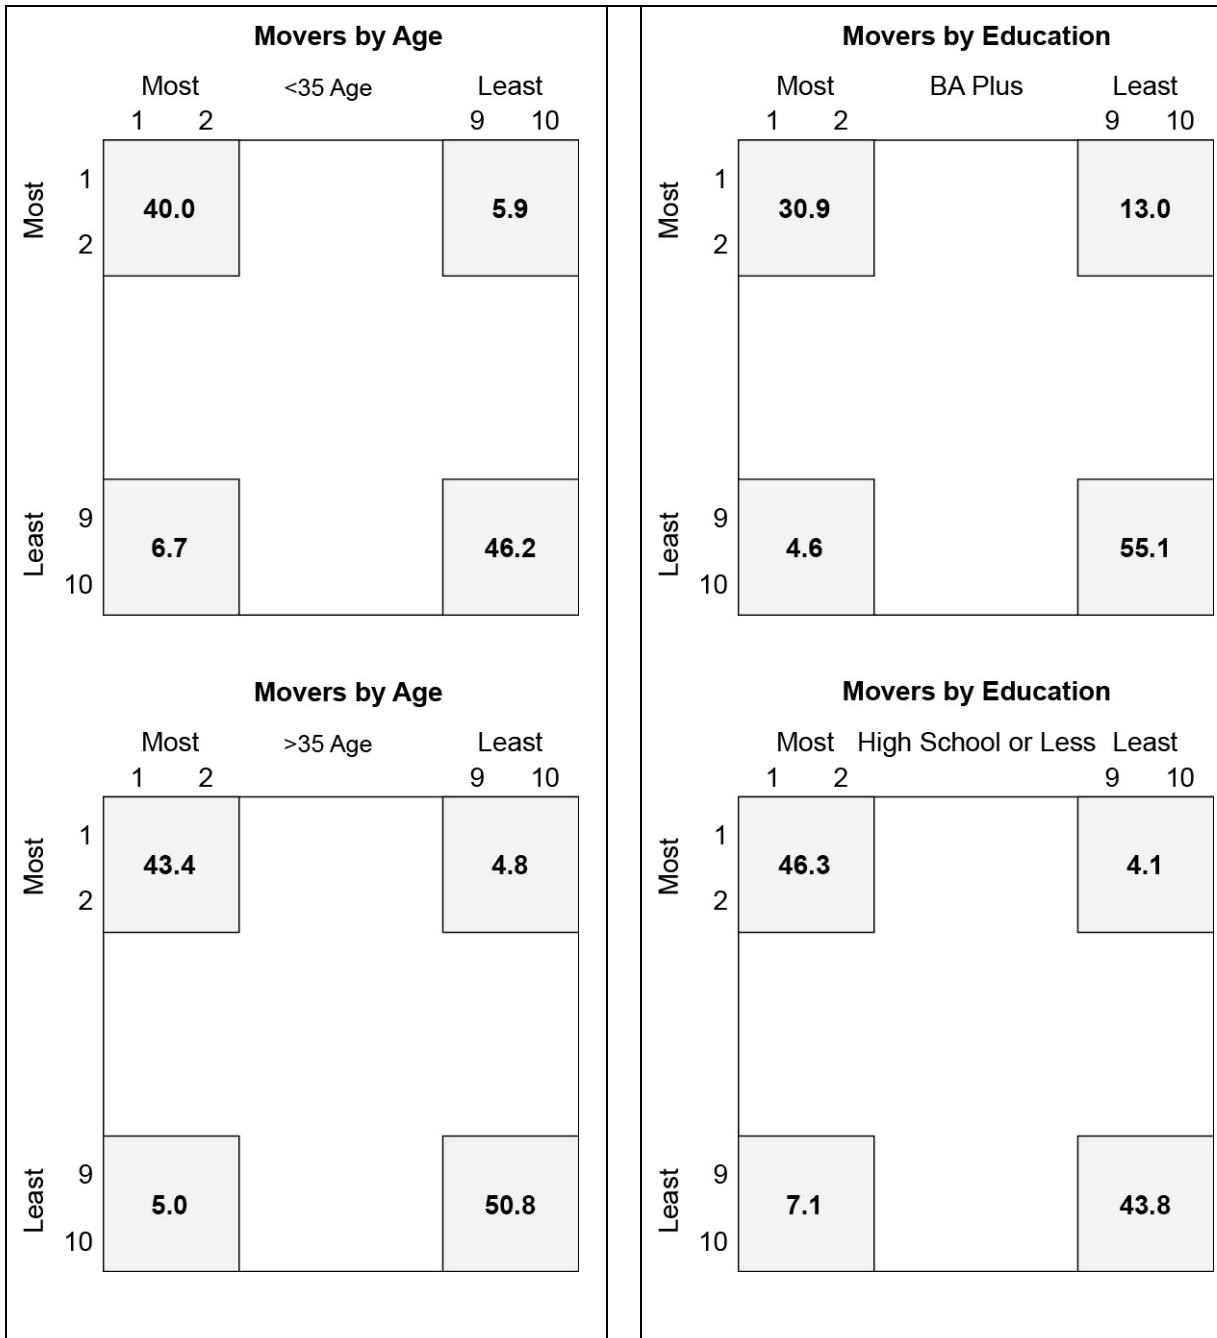 Movers by Age
Most <35 Age Least
1 2 9 10
Most
1
2
40.0 5.9
Least
9
10
6.7 46.2
Movers by Age
Most >35 Age Least
1 2 9 10
Most
1
2
43.4 4.8
Least
9
10
5.0 50.8
Movers by Education
Most BA Plus Least
1 2 9 10
Most
1
2
30.9 13.0
Least
9
10
4.6 55.1
Movers by Education
Most High School or Less Least
1 2 9 10
Most
1
2
46.3 4.1
Least
9
10
7.1 43.8